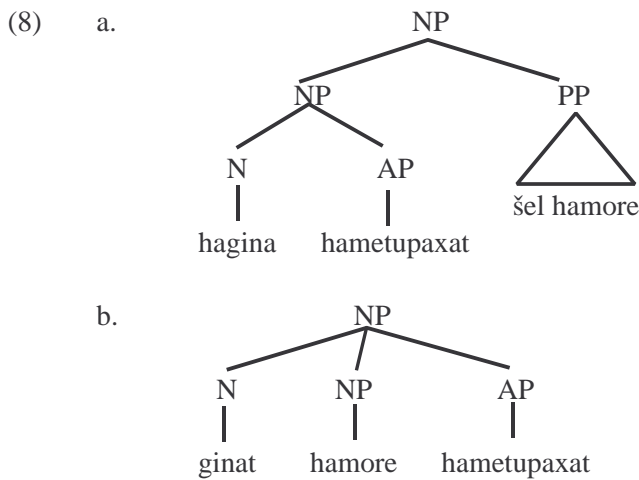 (8) a. NP
NP PP
N AP
šel hamore
hagina hametupaxat
b. NP
N NP AP
ginat hamore hametupaxat